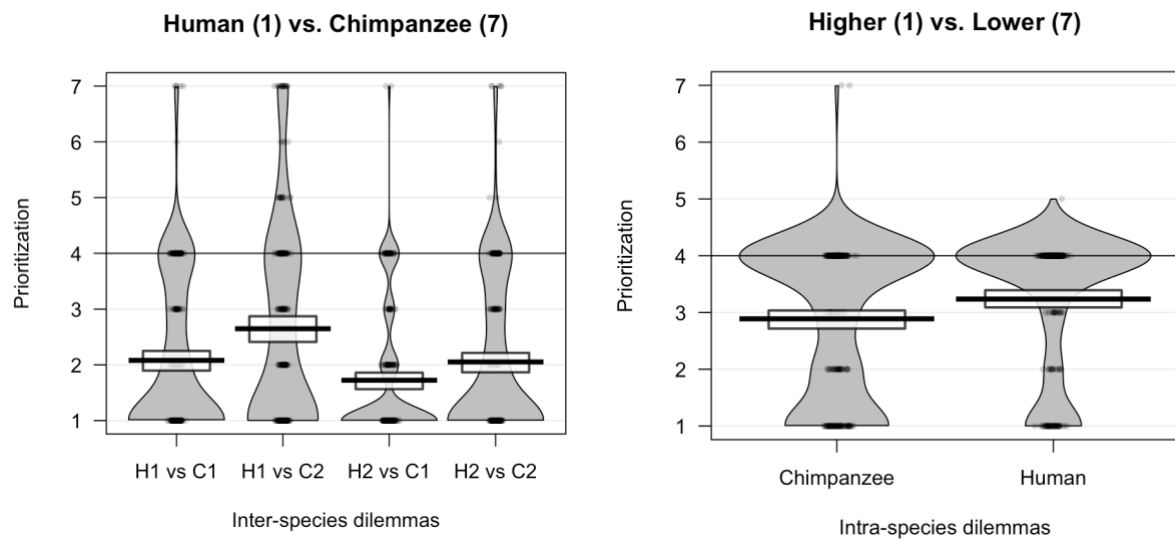 Human (1) vs. Chimpanzee (7)
Prioritization
7
6
5
4
3
2
1
H1 vs C1 H1 vs C2 H2 vs C1 H2 vs C2
Inter-species dilemmas
Higher (1) vs. Lower (7)
Prioritization
7
6
5
4
3
2
1
Chimpanzee Human
Intra-species dilemmas